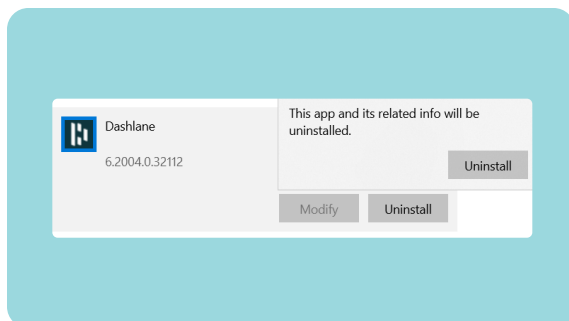 Dashlane
6.2004.0.32112
This app and its related info will be
uninstalled.
Uninstall
Modify
Uninstall